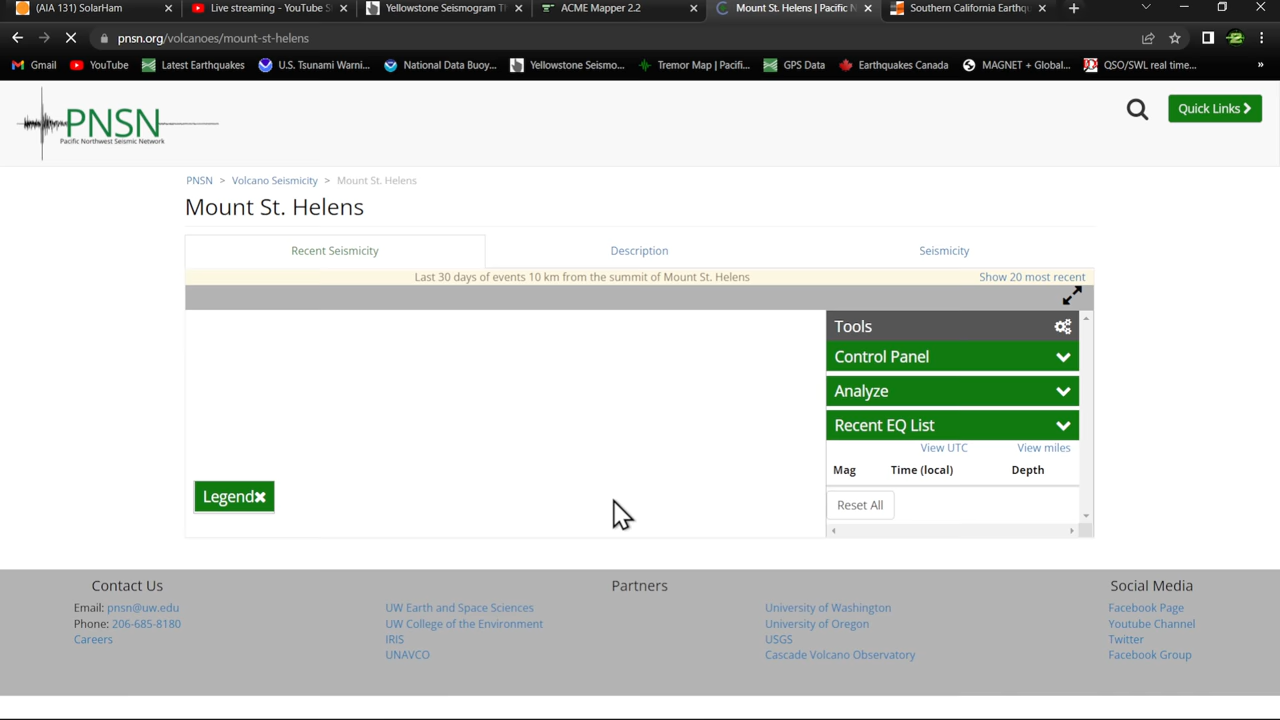 (AIA 131) SolarHam
Live streaming - YouTube S
Yellowstone Seismogram T
ACME Mapper 2.2
Mount St. Helens | Pacific N
Southern California Earthqu
pnsn.org/volcanoes/mount-st-helens
Gmail
YouTube
Latest Earthquakes
U.S. Tsunami Warni...
National Data Buoy...
Yellowstone Seismo...
Tremor Map | Pacifi...
GPS Data
Earthquakes Canada
MAGNET + Global...
QSO/SWL real time...
»
PNSN
Pacific Northwest Seismic Network
Quick Links
PNSN > Volcano Seismicity > Mount St. Helens
Mount St. Helens
Recent Seismicity
Description
Seismicity
Last 30 days of events 10 km from the summit of Mount St. Helens
Show 20 most recent
Tools
Control Panel
Analyze
Recent EQ List
View UTC
View miles
Mag
Time (local)
Depth
Reset All
Legend
Contact Us
Email: pnsn@uw.edu
Phone: 206-685-8180
Careers
Partners
UW Earth and Space Sciences
UW College of the Environment
IRIS
UNAVCO
University of Washington
University of Oregon
USGS
Cascade Volcano Observatory
Social Media
Facebook Page
Youtube Channel
Twitter
Facebook Group